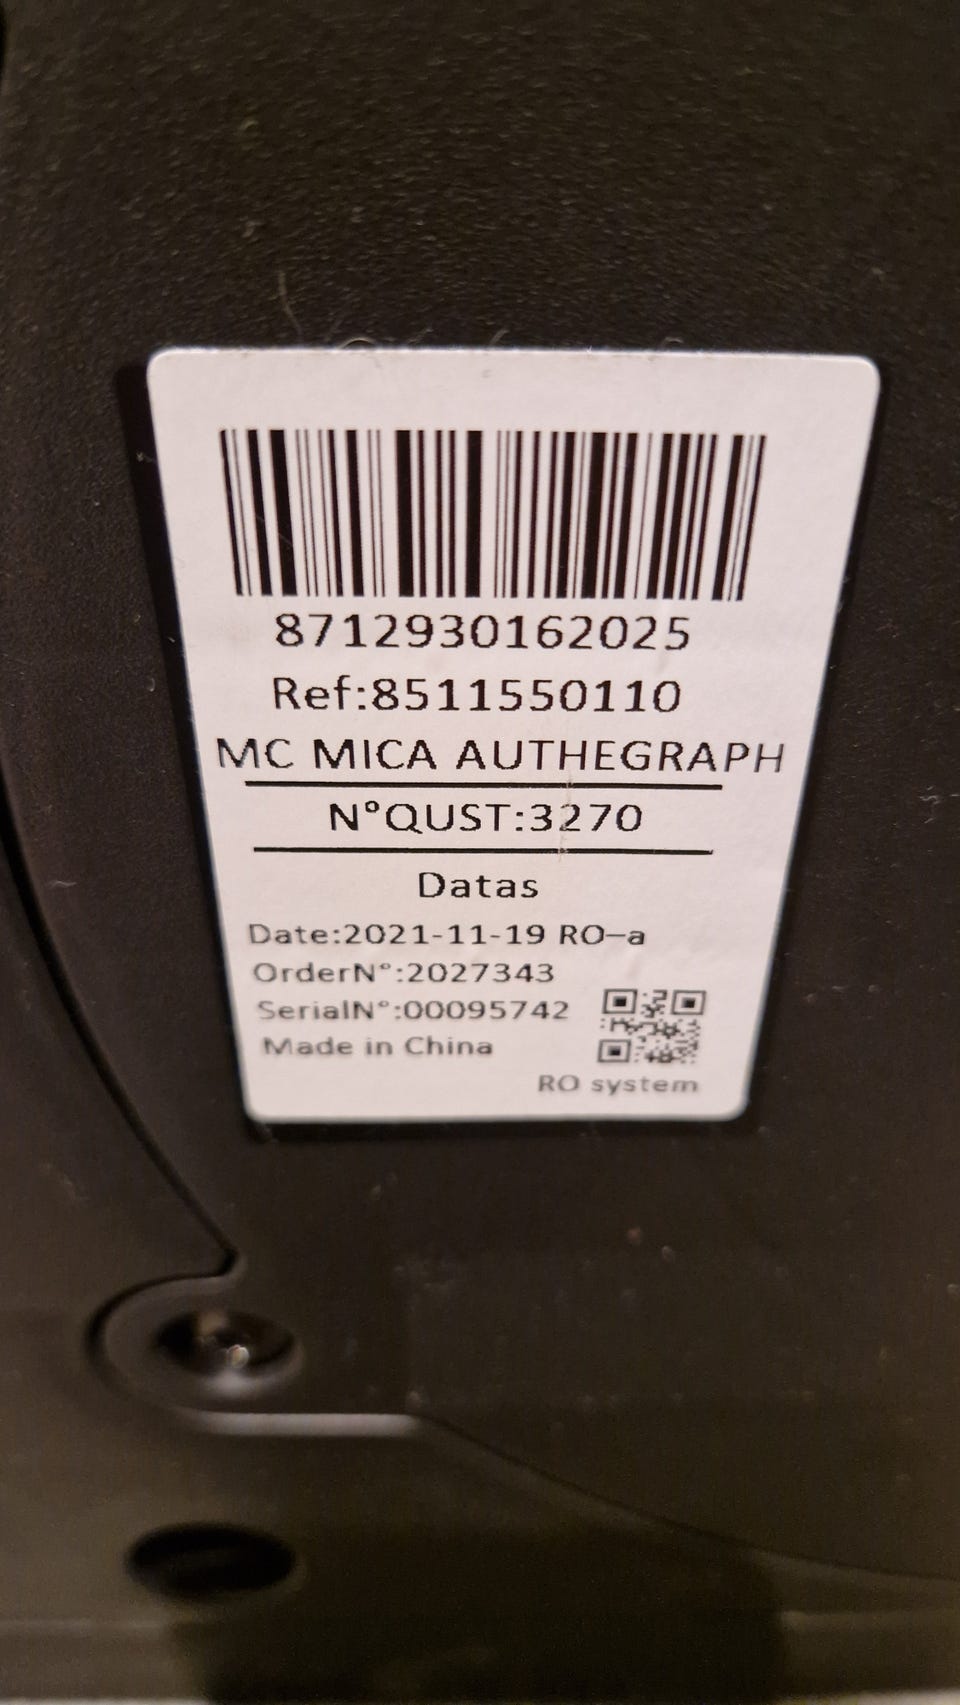 8712930162025
Ref:8511550110
MC MICA AUTHEGRAPH
N°QUST:3270
Datas
Date:2021-11-19 RO-a
OrderN°:2027343
SerialN°:00095742
Made in China
RO system